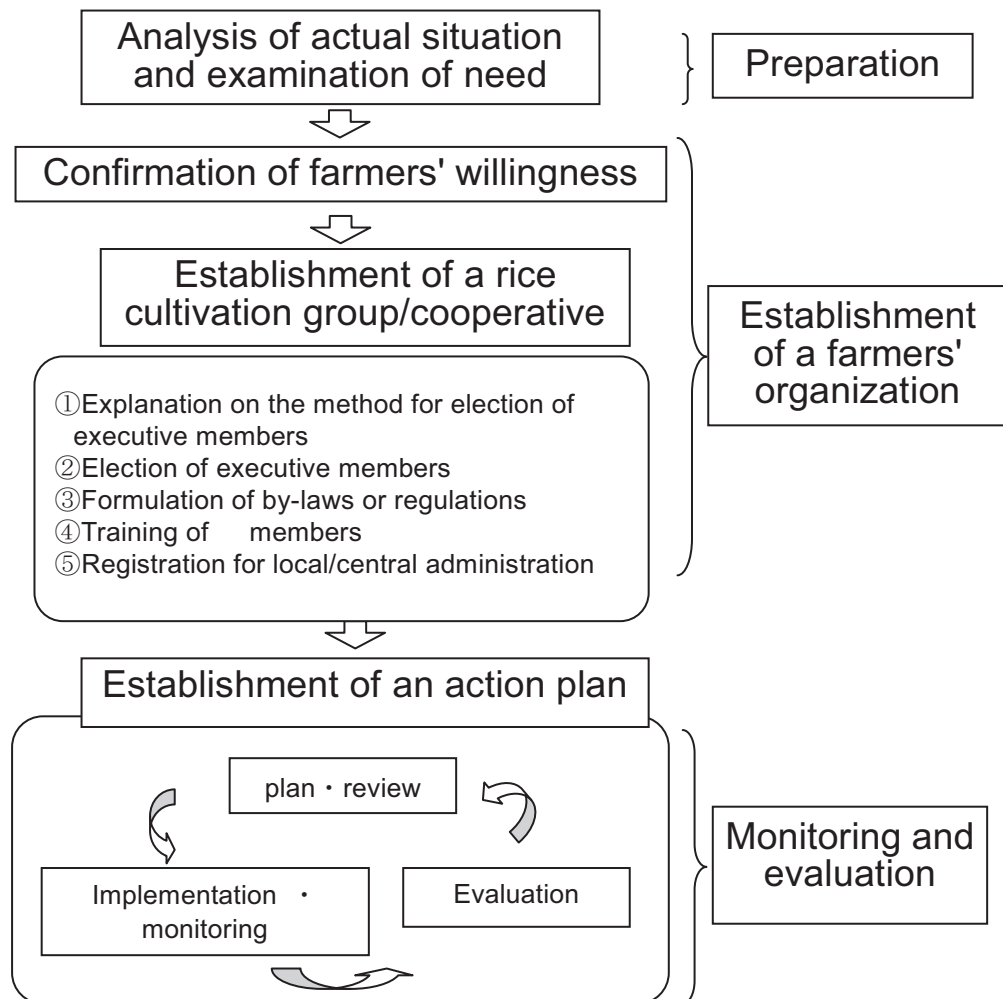 Analysis of actual situation
and examination of need
Preparation
Confirmation of farmers' willingness
Establishment of a rice
cultivation group/cooperative
Establishment
of a farmers'
organization
①Explanation on the method for election of
executive members
②Election of executive members
③Formulation of by-laws or regulations
④Training of members
⑤Registration for local/central administration
Establishment of an action plan
plan・review
Implementation ・
monitoring
Evaluation
Monitoring and
evaluation